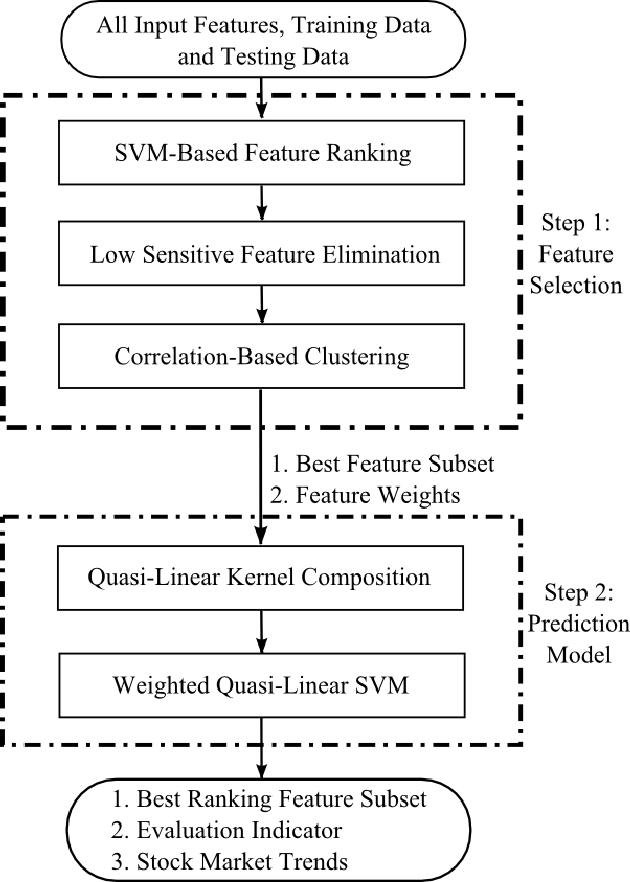 All Input Features, Training Data
and Testing Data
SVM-Based Feature Ranking
Low Sensitive Feature Elimination
Correlation-Based Clustering
Step 1:
Feature
Selection
1. Best Feature Subset
2. Feature Weights
Quasi-Linear Kernel Composition
Weighted Quasi-Linear SVM
Step 2:
Prediction
Model
1. Best Ranking Feature Subset
2. Evaluation Indicator
3. Stock Market Trends